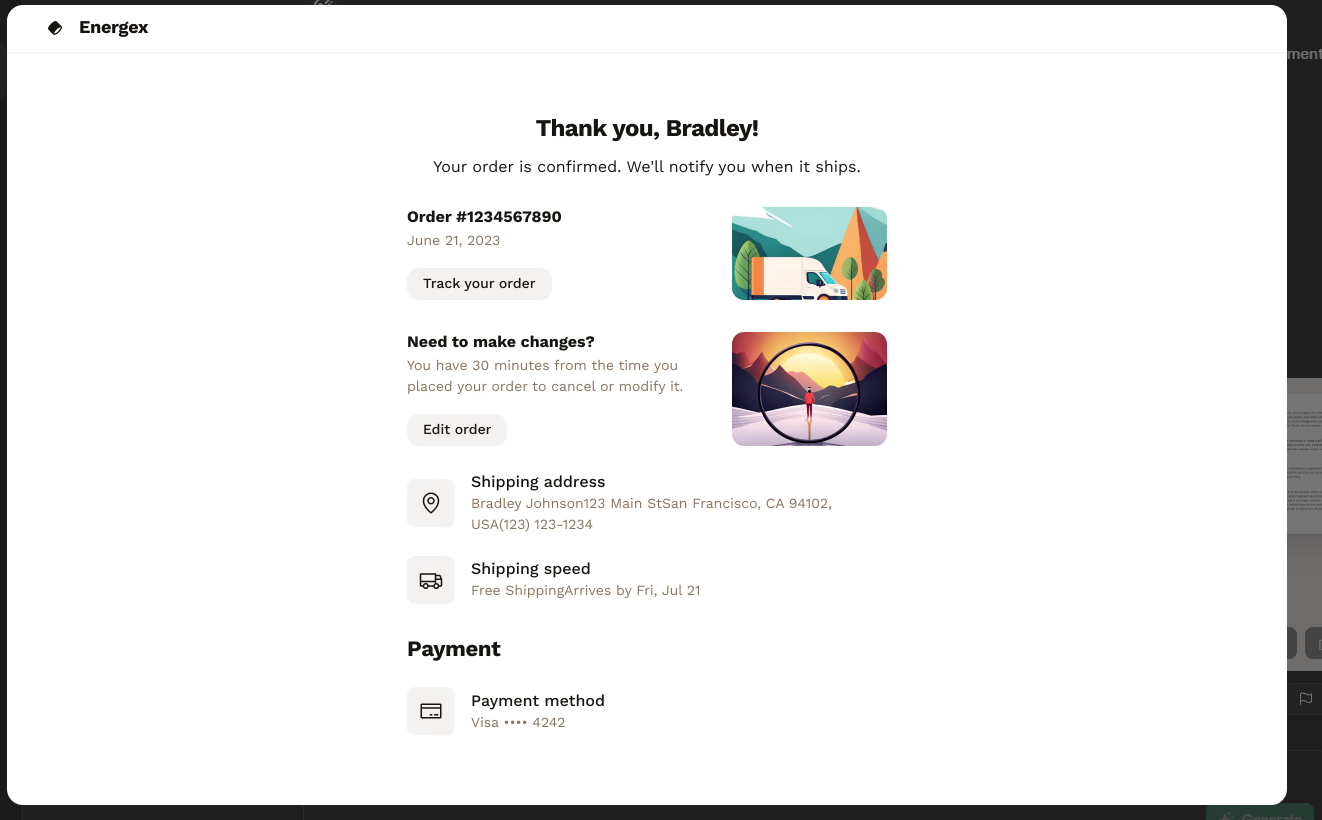 Energex
ment
Thank you, Bradley!
Your order is confirmed. We'll notify you when it ships.
Order #1234567890
June 21, 2023
Track your order
Need to make changes?
You have 30 minutes from the time you
placed your order to cancel or modify it.
Edit order
Shipping address
Bradley Johnson123 Main StSan Francisco, CA 94102,
USA(123) 123-1234
Shipping speed
Free ShippingArrives by Fri, Jul 21
Payment
Payment method
Visa •••• 4242
Generate